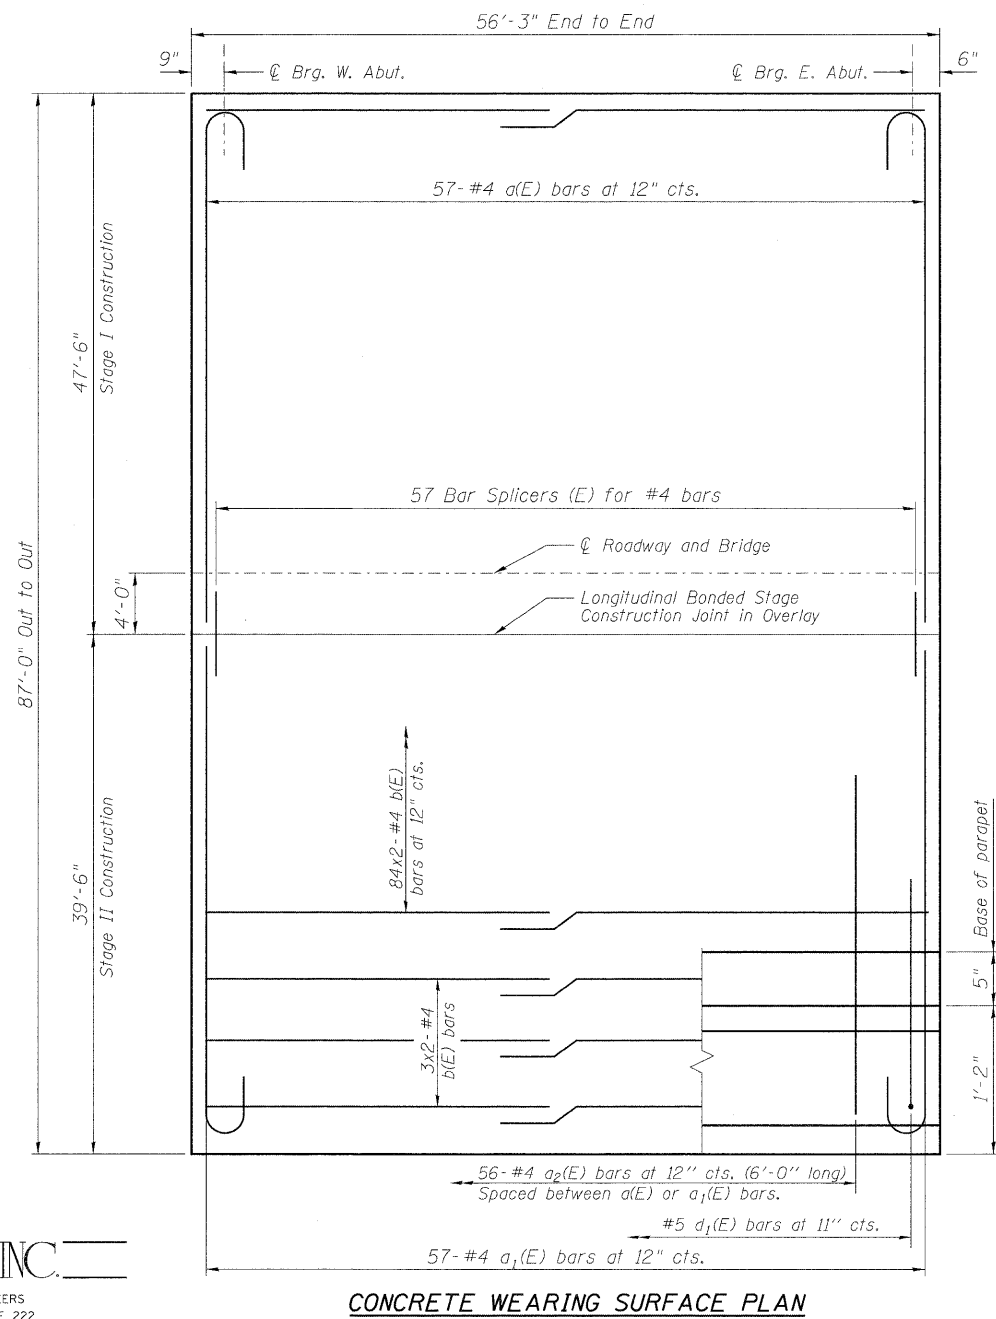 56'-3" End to End
9"
℄ Brg. W. Abut.
℄ Brg. E. Abut.
6"
57-#4 a(E) bars at 12" cts.
Stage I Construction
47'-6"
57 Bar Splicers (E) for #4 bars
℄ Roadway and Bridge
4'-0"
Longitudinal Bonded Stage
Construction Joint in Overlay
87'-0" Out to Out
84x2-#4 b(E)
bars at 12" cts.
39'-6"
Stage II Construction
Base of parapet
5"
3x2-#4
b(E) bars
1'-2"
56-#4 a₂(E) bars at 12" cts. (6'-0" long)
Spaced between a(E) or a₁(E) bars.
#5 d₁(E) bars at 11" cts.
57-#4 a₁(E) bars at 12" cts.
INC.
EERS
222
CONCRETE WEARING SURFACE PLAN